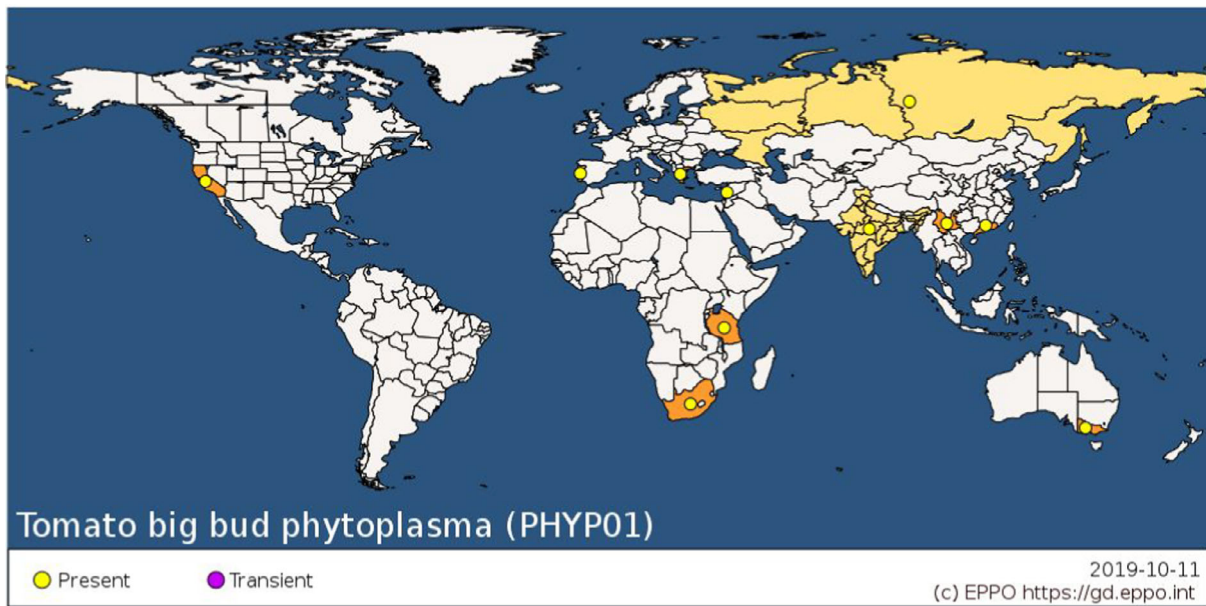 Tomato big bud phytoplasma (PHYP01)
Present
Transient
2019-10-11
(c) EPPO https://gd.eppo.int